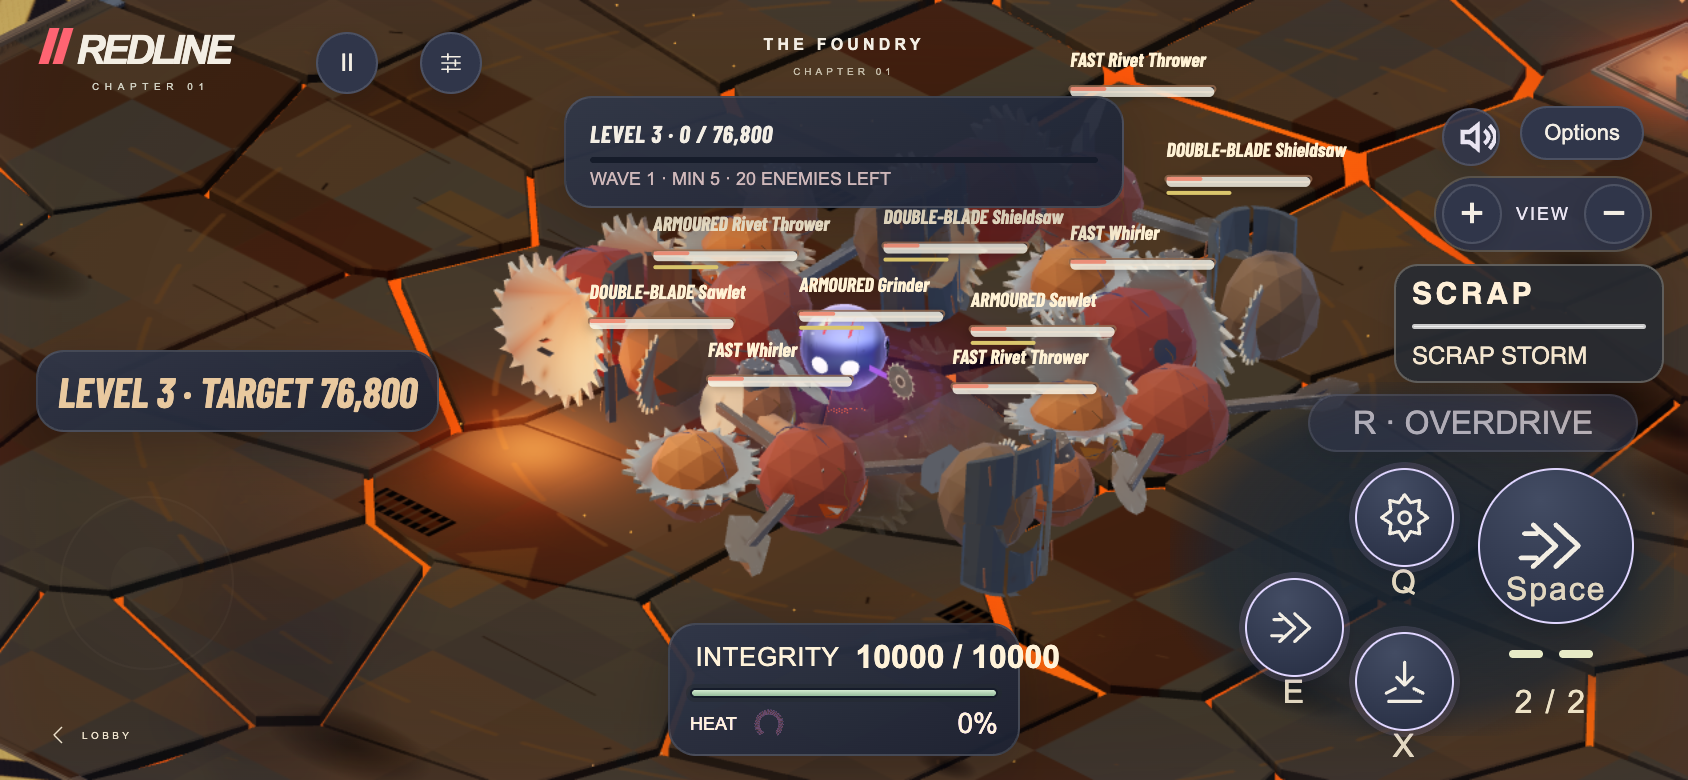 REDLINE
CHAPTER 01
THE FOUNDRY
CHAPTER 01
FAST Rivet Thrower
LEVEL 3 · 0 / 76,800
WAVE 1 · MIN 5 · 20 ENEMIES LEFT
DOUBLE-BLADE Shieldsaw
Options
+ VIEW −
ARMOURED Rivet Thrower
DOUBLE-BLADE Shieldsaw
FAST Whirler
DOUBLE-BLADE Sawlet
ARMOURED Grinder
ARMOURED Sawlet
FAST Whirler
FAST Rivet Thrower
SCRAP
SCRAP STORM
LEVEL 3 · TARGET 76,800
R · OVERDRIVE
Q
Space
E
X
2 / 2
INTEGRITY 10000 / 10000
HEAT 0%
LOBBY